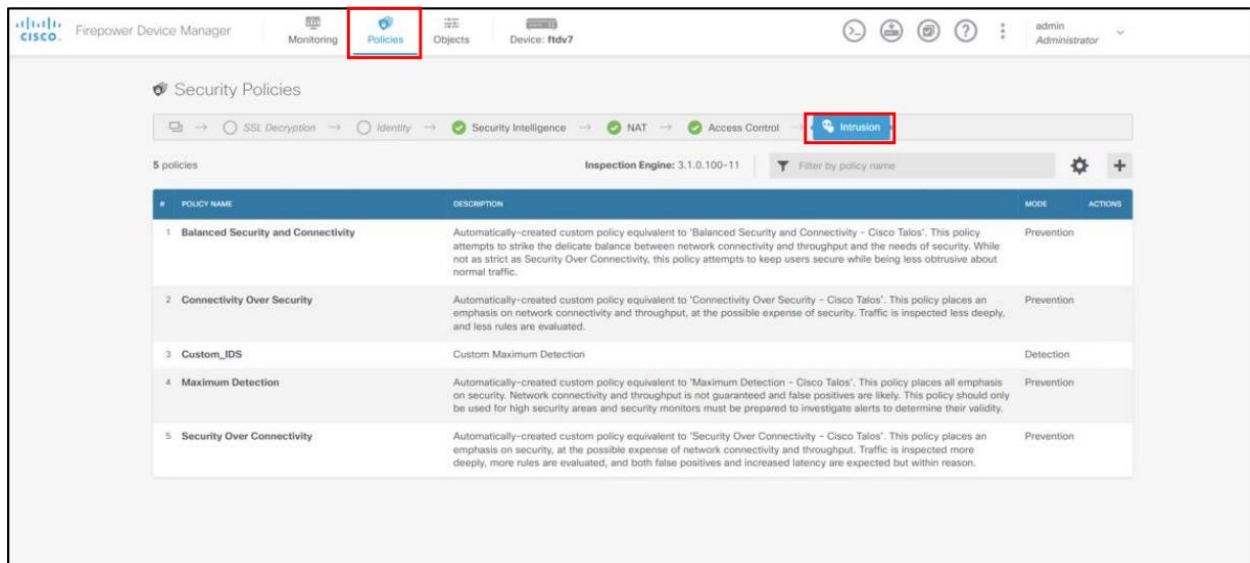 CISCO Firepower Device Manager Monitoring Policies Objects Device: ftdv7 admin
Administrator
Security Policies
SSL Decryption Identity Security Intelligence NAT Access Control Intrusion
5 policies Inspection Engine: 3.1.0.100-11 Filter by policy name
# POLICY NAME DESCRIPTION MODE ACTIONS
1 Balanced Security and Connectivity Automatically-created custom policy equivalent to 'Balanced Security and Connectivity - Cisco Talos'. This policy Prevention
attempts to strike the delicate balance between network connectivity and throughput and the needs of security. While
not as strict as Security Over Connectivity, this policy attempts to keep users secure while being less obtrusive about
normal traffic.
2 Connectivity Over Security Automatically-created custom policy equivalent to 'Connectivity Over Security - Cisco Talos'. This policy places an Prevention
emphasis on network connectivity and throughput, at the possible expense of security. Traffic is inspected less deeply,
and less rules are evaluated.
3 Custom_IDS Custom Maximum Detection Detection
4 Maximum Detection Automatically-created custom policy equivalent to 'Maximum Detection - Cisco Talos'. This policy places all emphasis Prevention
on security. Network connectivity and throughput is not guaranteed and false positives are likely. This policy should only
be used for high security areas and security monitors must be prepared to investigate alerts to determine their validity.
5 Security Over Connectivity Automatically-created custom policy equivalent to 'Security Over Connectivity - Cisco Talos'. This policy places an Prevention
emphasis on security, at the possible expense of network connectivity and throughput. Traffic is inspected more
deeply, more rules are evaluated, and both false positives and increased latency are expected but within reason.